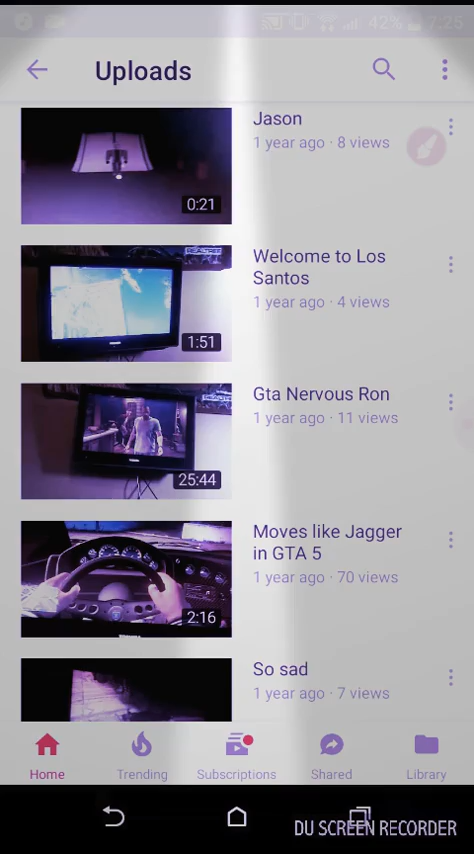 42% 7:25
Uploads
Jason
1 year ago · 8 views
0:21
Welcome to Los
Santos
1 year ago · 4 views
1:51
Gta Nervous Ron
1 year ago · 11 views
25:44
Moves like Jagger
in GTA 5
1 year ago · 70 views
2:16
So sad
1 year ago · 7 views
Home Trending Subscriptions Shared Library
DU SCREEN RECORDER